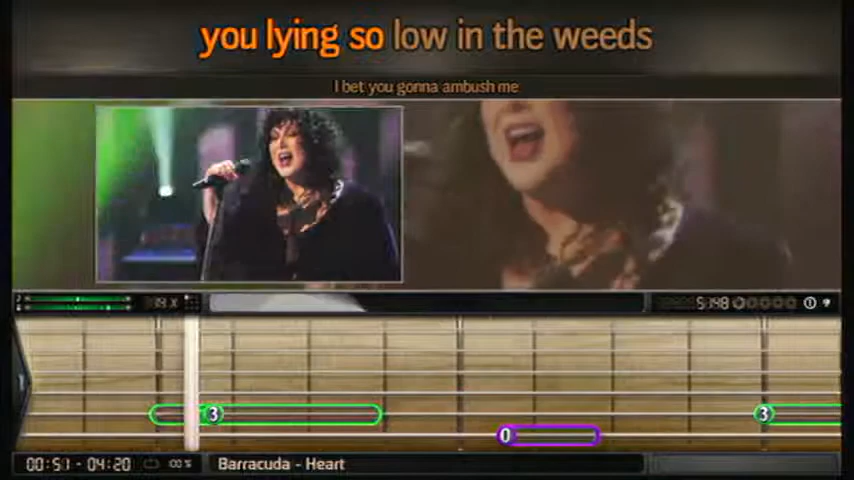 you lying so low in the weeds
I bet you gonna ambush me
3
0
3
00:51 - 04:20
100%
Barracuda - Heart